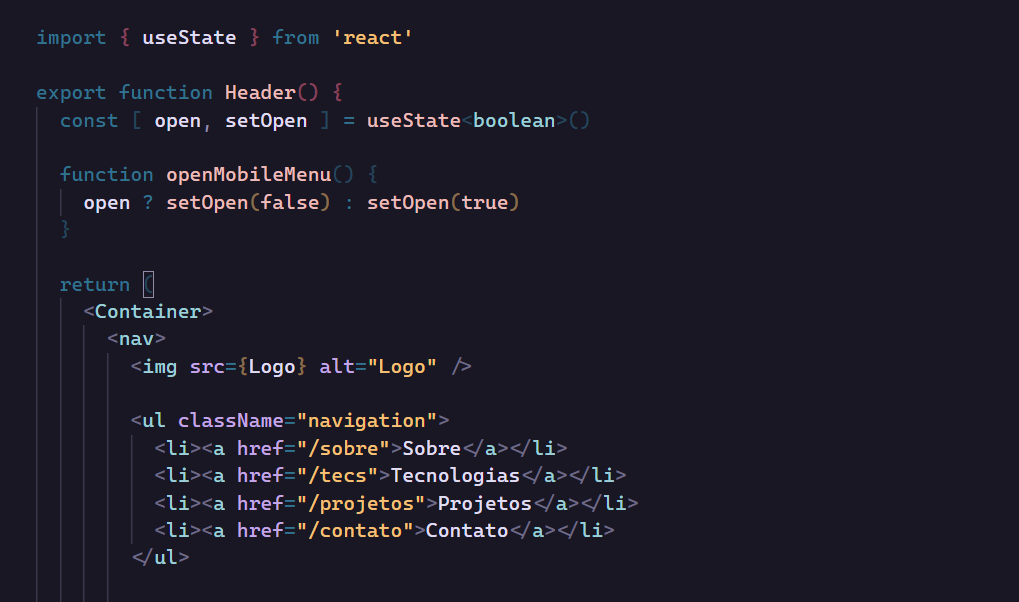 import { useState } from 'react'
export function Header() {
const [ open, setOpen ] = useState<boolean>()
function openMobileMenu() {
open ? setOpen(false) : setOpen(true)
}
return (
<Container>
<nav>
<img src={Logo} alt="Logo" />
<ul className="navigation">
<li><a href="/sobre">Sobre</a></li>
<li><a href="/tecs">Tecnologias</a></li>
<li><a href="/projetos">Projetos</a></li>
<li><a href="/contato">Contato</a></li>
</ul>